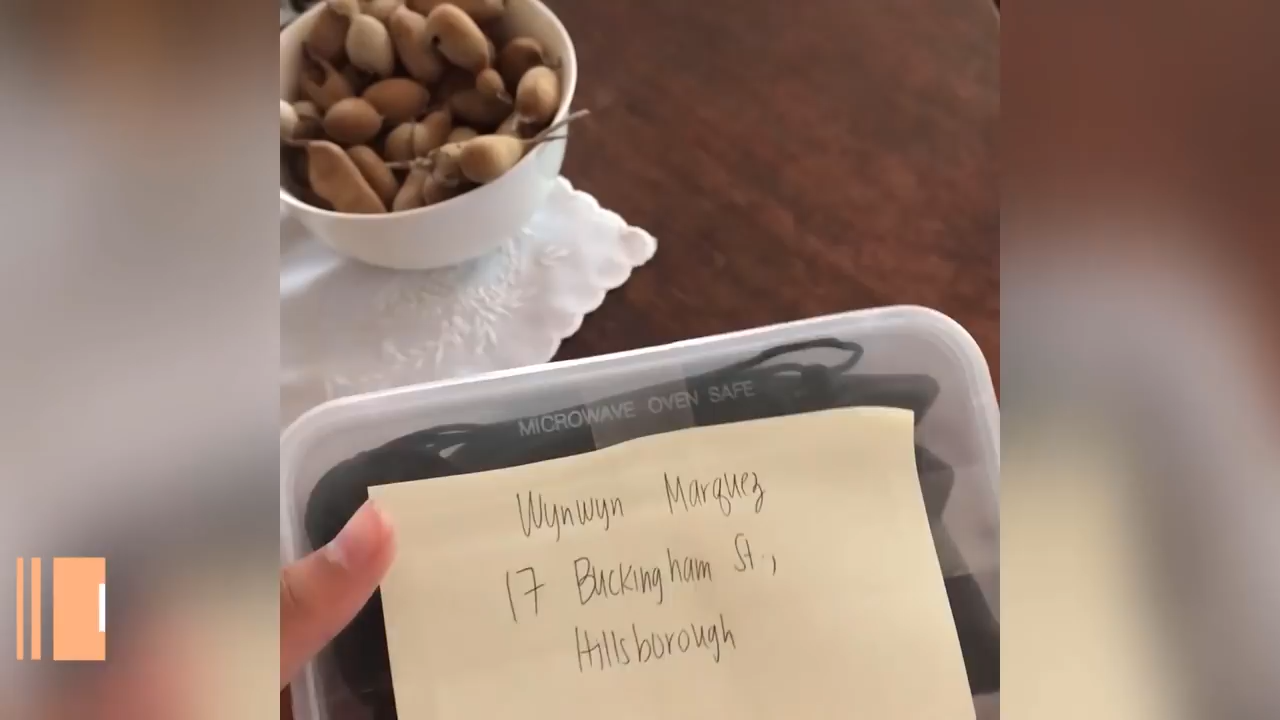 MICROWAVE OVEN SAFE
Wynwyn Marquez
17 Buckingham St.,
Hillsborough